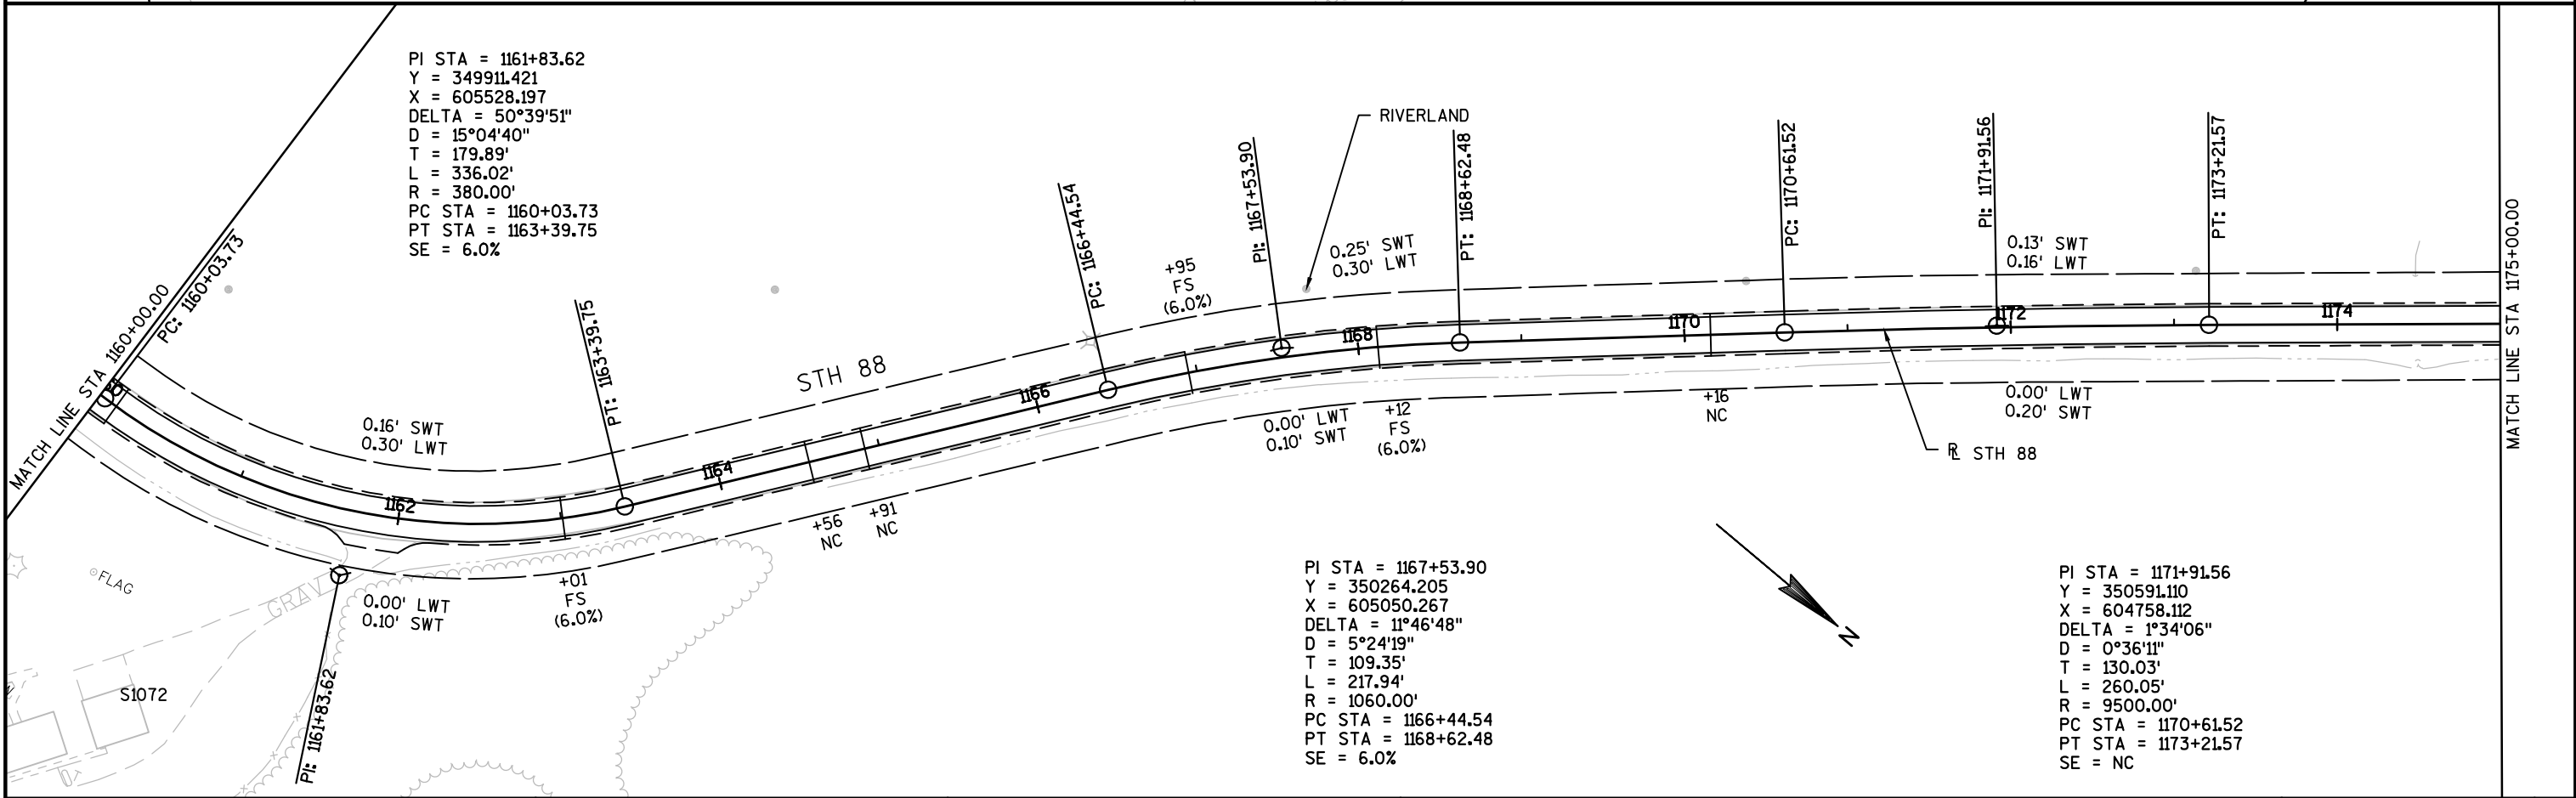 PI STA = 1161+83.62
Y = 349911.421
X = 605528.197
DELTA = 50°39'51"
D = 15°04'40"
T = 179.89'
L = 336.02'
R = 380.00'
PC STA = 1160+03.73
PT STA = 1163+39.75
SE = 6.0%
MATCH LINE STA 1160+00.00
PC: 1160+03.73
PT: 1163+39.75
PC: 1166+44.54
PI: 1167+53.90
RIVERLAND
PT: 1168+62.48
PC: 1170+61.52
PI: 1171+91.56
PT: 1173+21.57
MATCH LINE STA 1175+00.00
+95
FS
(6.0%)
0.25' SWT
0.30' LWT
0.13' SWT
0.16' LWT
STH 88
0.16' SWT
0.30' LWT
1162
1164
1166
1168
1170
1172
1174
0.00' LWT
0.10' SWT
+12
FS
(6.0%)
+16
NC
0.00' LWT
0.20' SWT
STH 88
+56
NC
+91
NC
+01
FS
(6.0%)
0.00' LWT
0.10' SWT
FLAG
GRAV
S1072
PI: 1161+83.62
N
PI STA = 1167+53.90
Y = 350264.205
X = 605050.267
DELTA = 11°46'48"
D = 5°24'19"
T = 109.35'
L = 217.94'
R = 1060.00'
PC STA = 1166+44.54
PT STA = 1168+62.48
SE = 6.0%
PI STA = 1171+91.56
Y = 350591.110
X = 604758.112
DELTA = 1°34'06"
D = 0°36'11"
T = 130.03'
L = 260.05'
R = 9500.00'
PC STA = 1170+61.52
PT STA = 1173+21.57
SE = NC